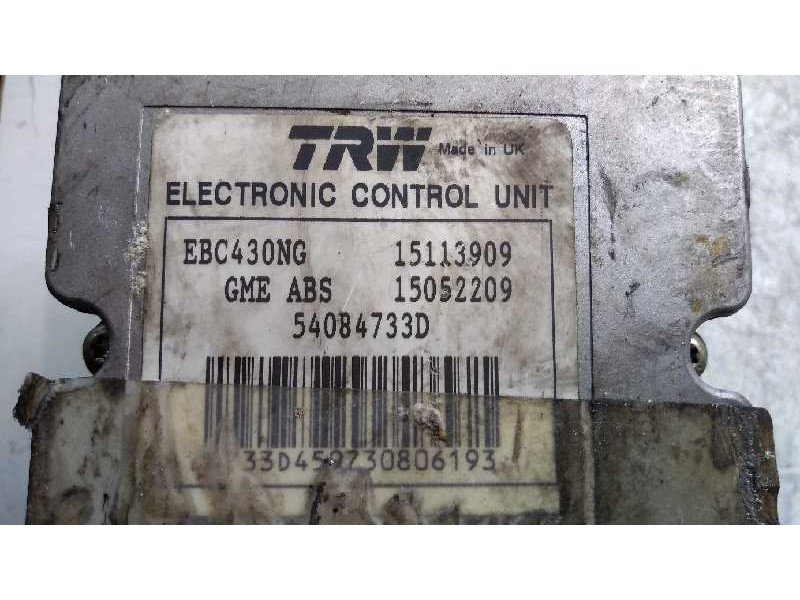 TRW Made in UK
ELECTRONIC CONTROL UNIT
EBC430NG 15113909
GME ABS 15052209
54084733D
33D459730806193